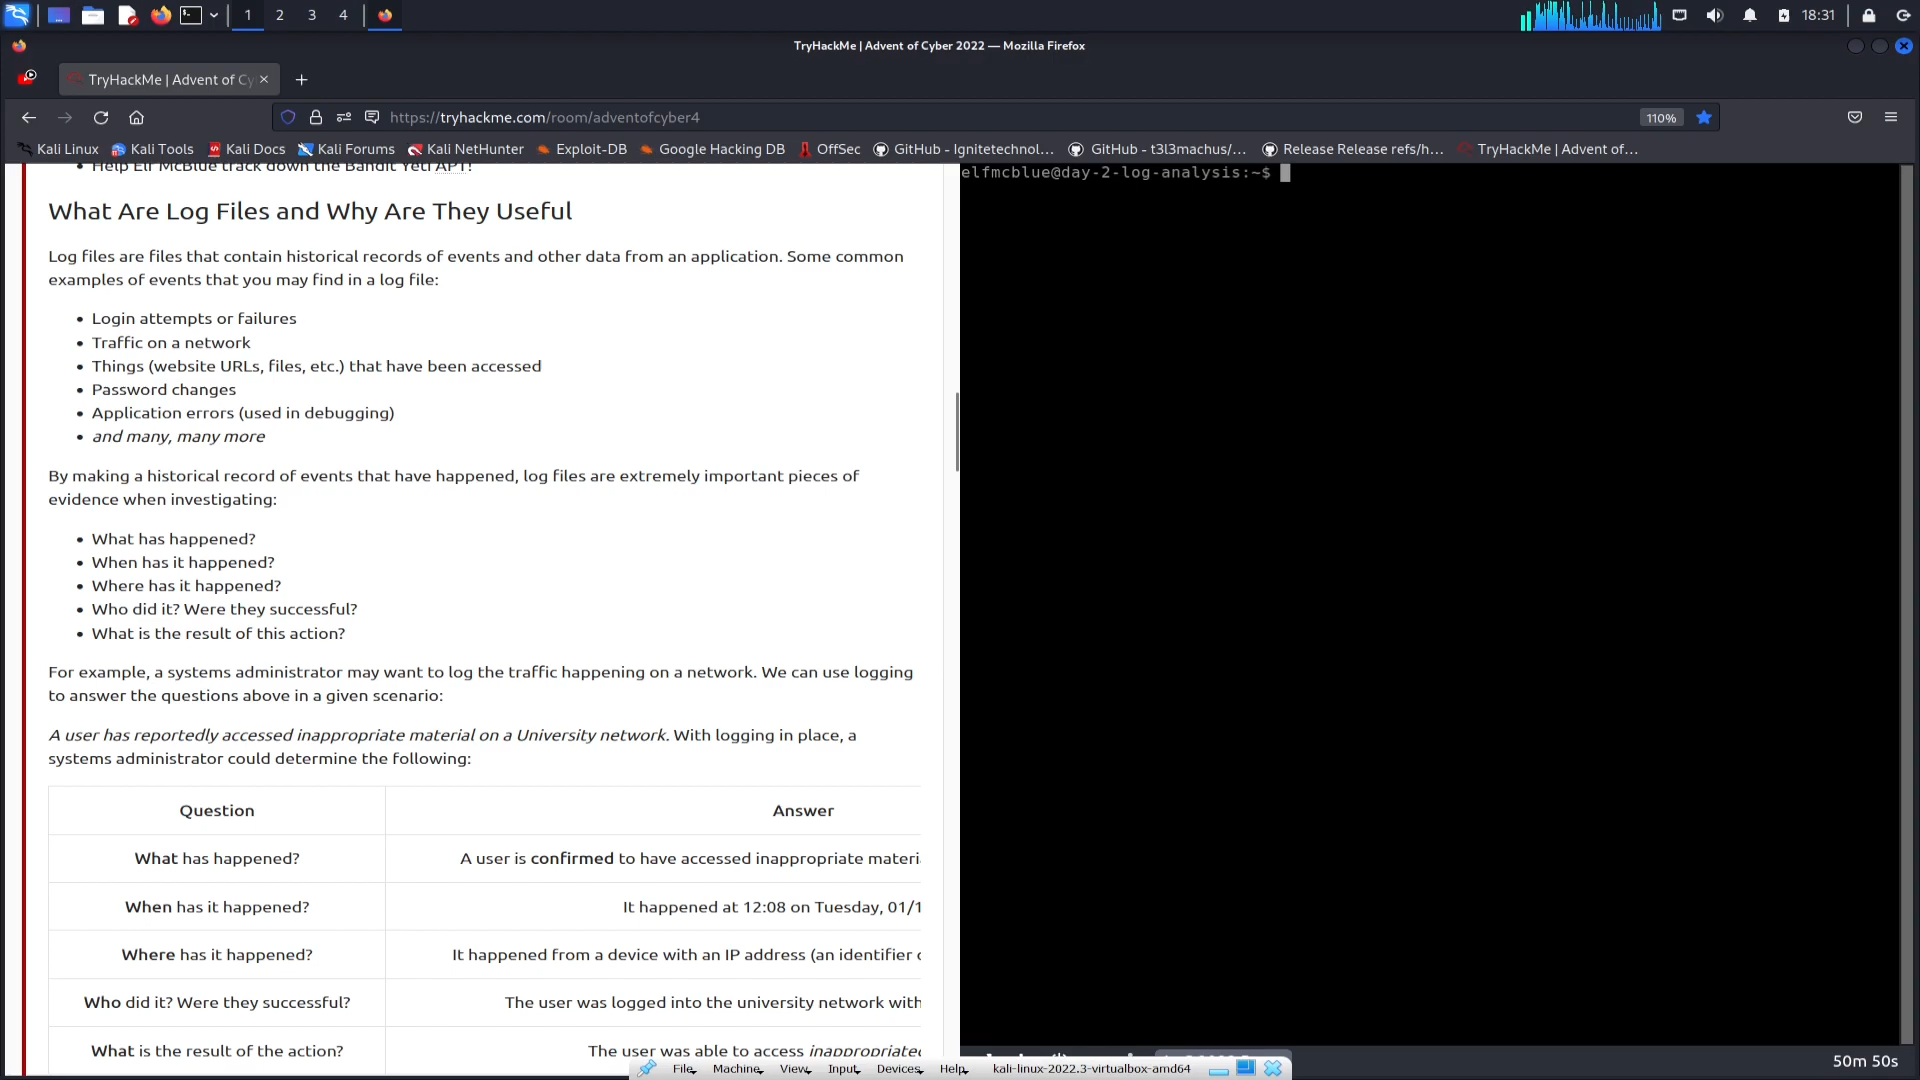 1 2 3 4 18:31
TryHackMe | Advent of Cyber 2022 — Mozilla Firefox
TryHackMe | Advent of Cy
https://tryhackme.com/room/adventofcyber4 110%
Kali Linux Kali Tools Kali Docs Kali Forums Kali NetHunter Exploit-DB Google Hacking DB OffSec GitHub - Ignitetechnol... GitHub - t3l3machus/... Release Release refs/h... TryHackMe | Advent of...
• Help Elf McBlue track down the Bandit Yeti APT!
elfmcblue@day-2-log-analysis:~$
What Are Log Files and Why Are They Useful
Log files are files that contain historical records of events and other data from an application. Some common
examples of events that you may find in a log file:
• Login attempts or failures
• Traffic on a network
• Things (website URLs, files, etc.) that have been accessed
• Password changes
• Application errors (used in debugging)
• and many, many more
By making a historical record of events that have happened, log files are extremely important pieces of
evidence when investigating:
• What has happened?
• When has it happened?
• Where has it happened?
• Who did it? Were they successful?
• What is the result of this action?
For example, a systems administrator may want to log the traffic happening on a network. We can use logging
to answer the questions above in a given scenario:
A user has reportedly accessed inappropriate material on a University network. With logging in place, a
systems administrator could determine the following:
Question Answer
What has happened? A user is confirmed to have accessed inappropriate materi
When has it happened? It happened at 12:08 on Tuesday, 01/1
Where has it happened? It happened from a device with an IP address (an identifier
Who did it? Were they successful? The user was logged into the university network with
What is the result of the action? The user was able to access inappropriate
50m 50s
File Machine View Input Devices Help kali-linux-2022.3-virtualbox-amd64